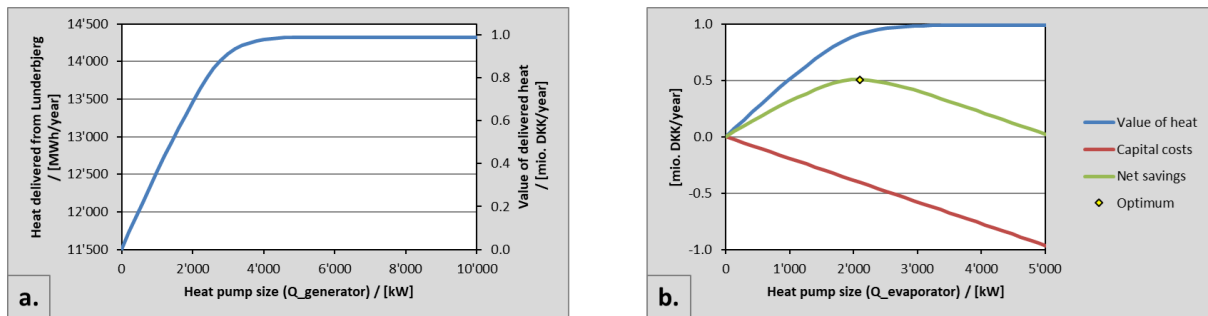 14'500
14'000
13'500
13'000
12'500
12'000
11'500
Heat delivered from Lunderbjerg
/ [MWh/year]
1.0
0.8
0.6
0.4
0.2
0.0
Value of delivered heat
/ [mio. DKK/year]
0
2'000
4'000
6'000
8'000
10'000
Heat pump size (Q_generator) / [kW]
a.
1.0
0.5
0.0
-0.5
-1.0
[mio. DKK/year]
0
1'000
2'000
3'000
4'000
5'000
Heat pump size (Q_evaporator) / [kW]
Value of heat
Capital costs
Net savings
Optimum
b.